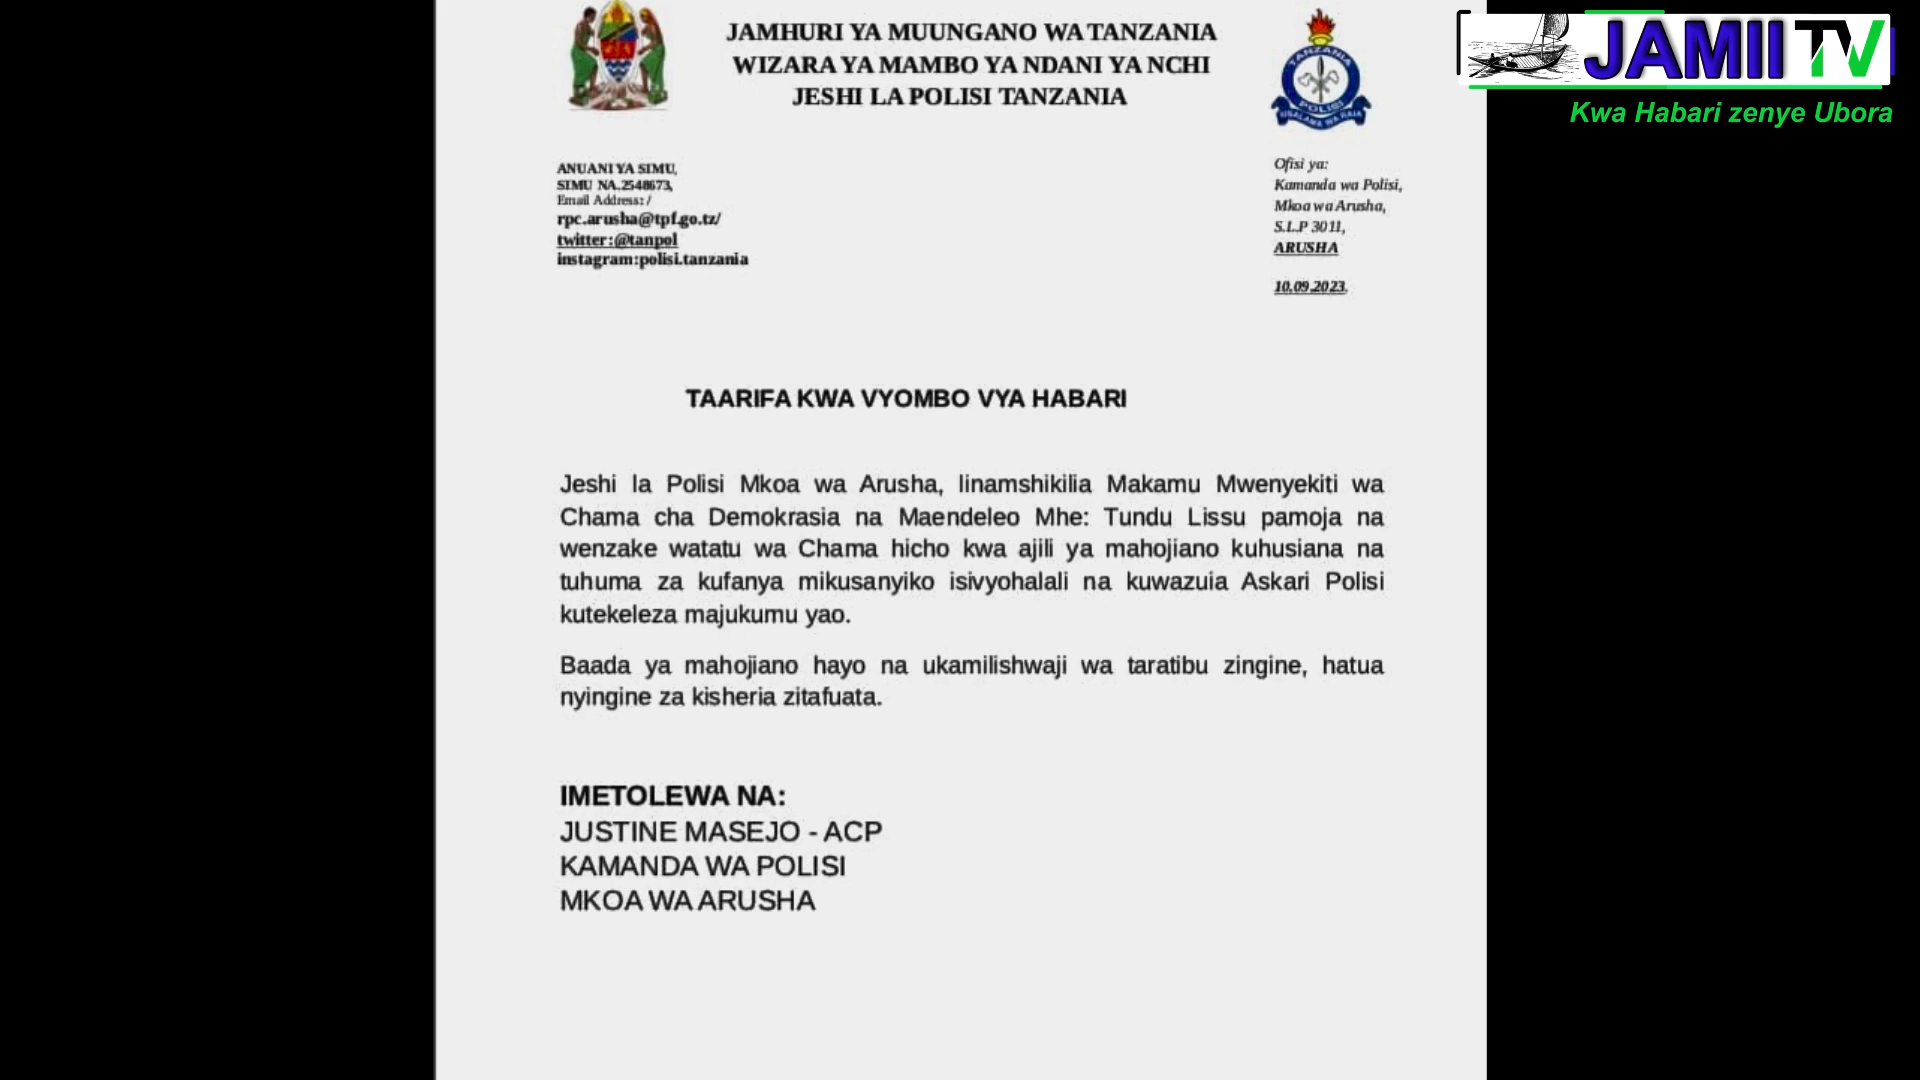 JAMHURI YA MUUNGANO WA TANZANIA
WIZARA YA MAMBO YA NDANI YA NCHI
JESHI LA POLISI TANZANIA
TANZANIA
POLISI
USALAMA WA RAIA
JAMII TV
Kwa Habari zenye Ubora
ANUANI YA SIMU,
SIMU NA.2548673,
Email Address: /
rpc.arusha@tpf.go.tz/
twitter:@tanpol
instagram:polisi.tanzania
Ofisi ya:
Kamanda wa Polisi,
Mkoa wa Arusha,
S.L.P 3011,
ARUSHA
10.09.2023.
TAARIFA KWA VYOMBO VYA HABARI
Jeshi la Polisi Mkoa wa Arusha, linamshikilia Makamu Mwenyekiti wa
Chama cha Demokrasia na Maendeleo Mhe: Tundu Lissu pamoja na
wenzake watatu wa Chama hicho kwa ajili ya mahojiano kuhusiana na
tuhuma za kufanya mikusanyiko isivyohalali na kuwazuia Askari Polisi
kutekeleza majukumu yao.
Baada ya mahojiano hayo na ukamilishwaji wa taratibu zingine, hatua
nyingine za kisheria zitafuata.
IMETOLEWA NA:
JUSTINE MASEJO - ACP
KAMANDA WA POLISI
MKOA WA ARUSHA